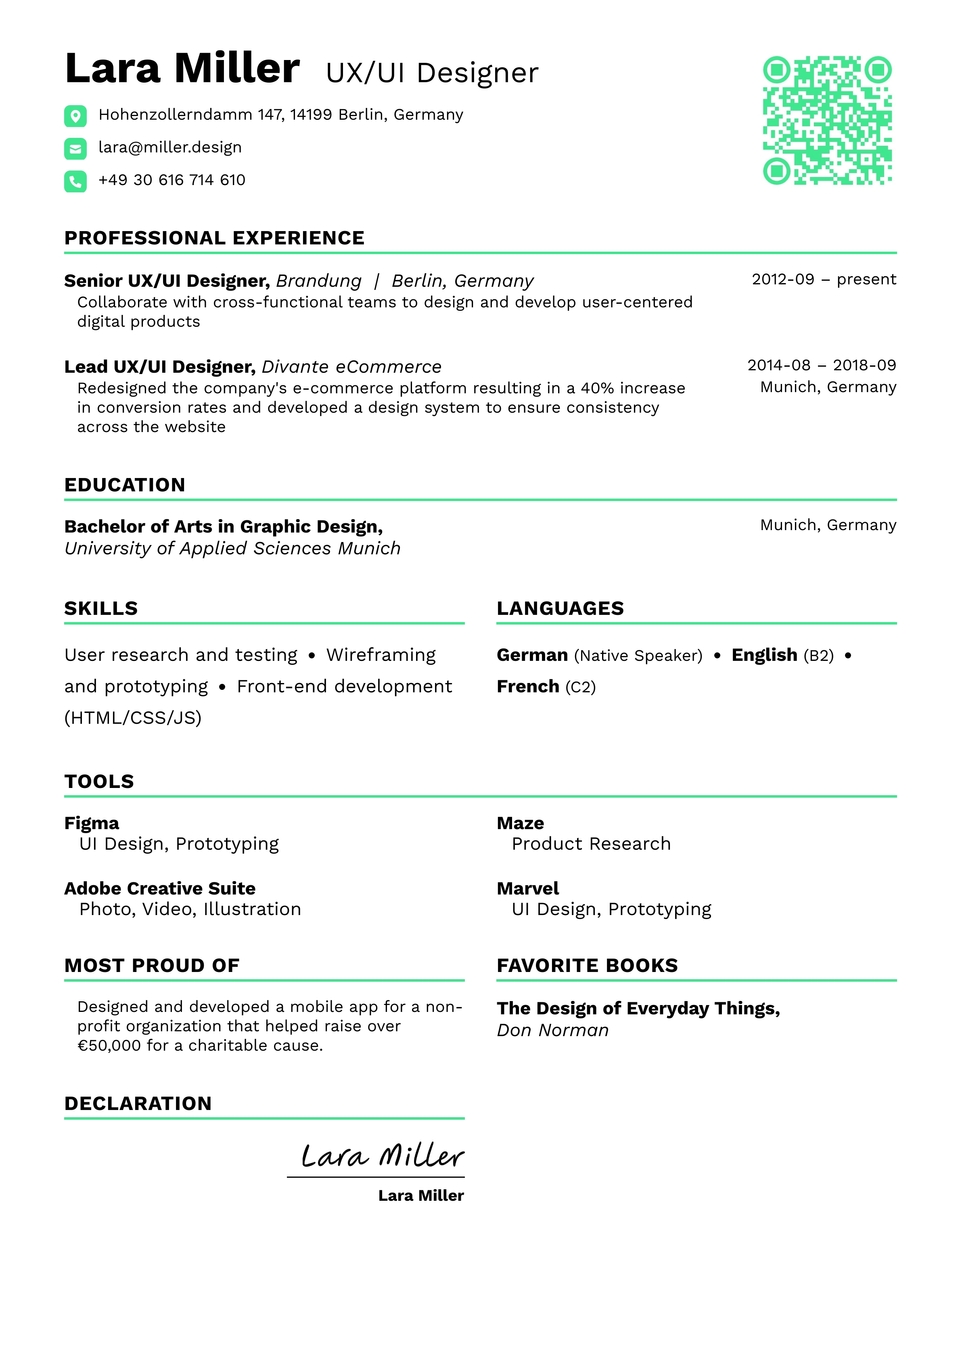 Lara Miller UX/UI Designer
Hohenzollerndamm 147, 14199 Berlin, Germany
lara@miller.design
+49 30 616 714 610
PROFESSIONAL EXPERIENCE
Senior UX/UI Designer, Brandung | Berlin, Germany 2012-09 – present
Collaborate with cross-functional teams to design and develop user-centered
digital products
Lead UX/UI Designer, Divante eCommerce 2014-08 – 2018-09
Redesigned the company's e-commerce platform resulting in a 40% increase Munich, Germany
in conversion rates and developed a design system to ensure consistency
across the website
EDUCATION
Bachelor of Arts in Graphic Design, Munich, Germany
University of Applied Sciences Munich
SKILLS
User research and testing • Wireframing
and prototyping • Front-end development
(HTML/CSS/JS)
LANGUAGES
German (Native Speaker) • English (B2) •
French (C2)
TOOLS
Figma
UI Design, Prototyping
Maze
Product Research
Adobe Creative Suite
Photo, Video, Illustration
Marvel
UI Design, Prototyping
MOST PROUD OF
Designed and developed a mobile app for a non-
profit organization that helped raise over
€50,000 for a charitable cause.
FAVORITE BOOKS
The Design of Everyday Things,
Don Norman
DECLARATION
Lara Miller
Lara Miller